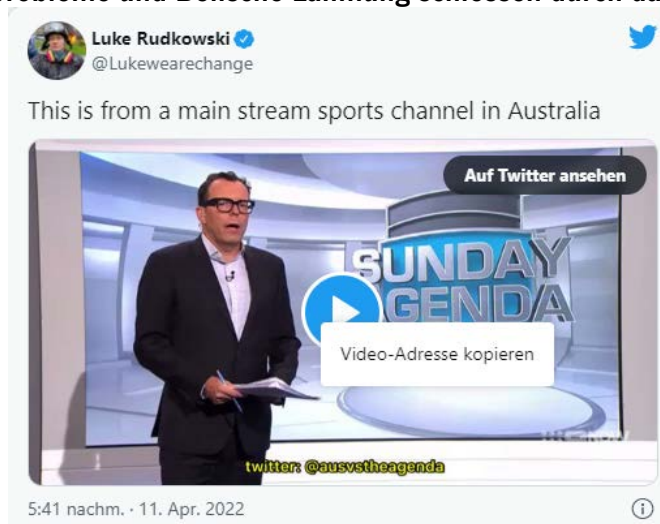 Luke Rudkowski
@Lukewearechange
This is from a main stream sports channel in Australia
Auf Twitter ansehen
SUNDAY
AGENDA
Video-Adresse kopieren
twitter: @ausvstheagenda
5:41 nachm. · 11. Apr. 2022